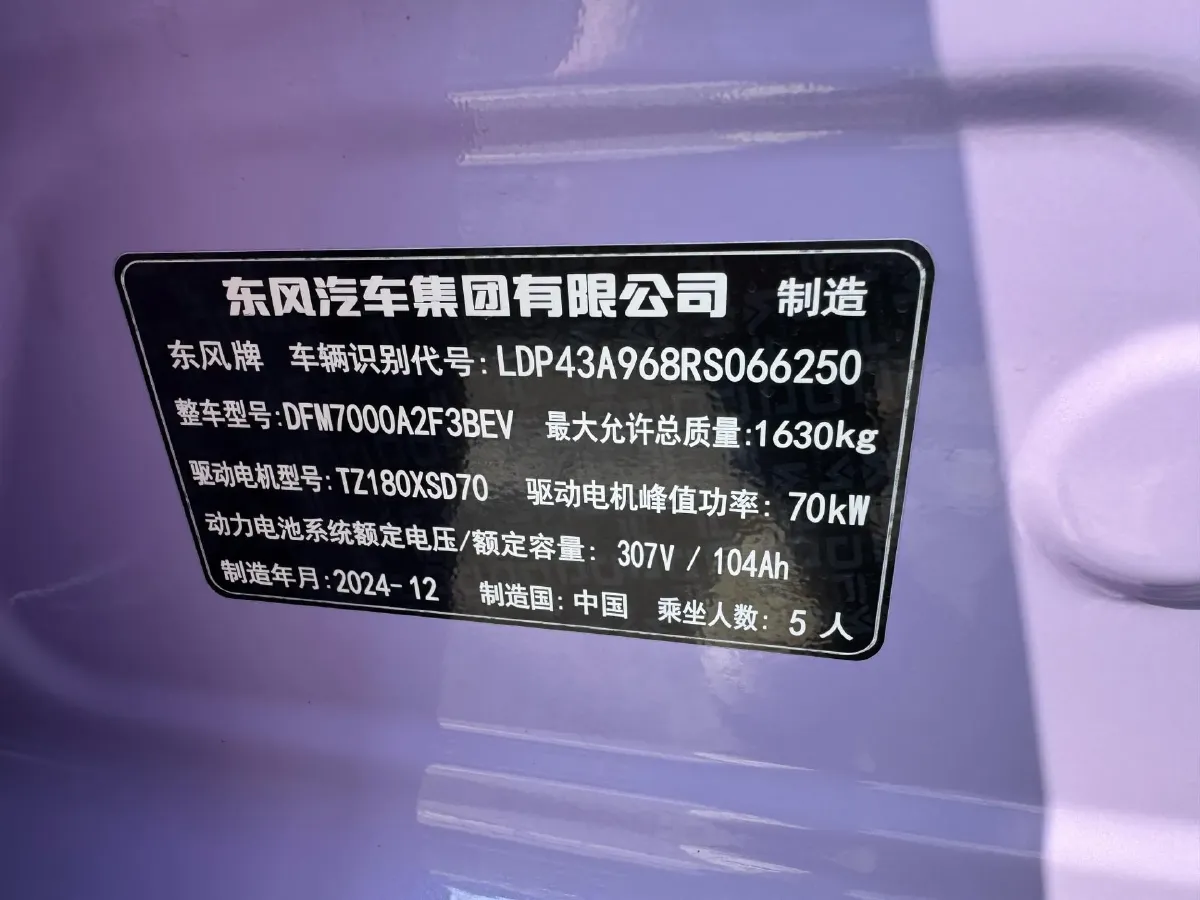 东风汽车集团有限公司 制造
东风牌 车辆识别代号:LDP43A968RS066250
整车型号:DFM7000A2F3BEV 最大允许总质量:1630kg
驱动电机型号:TZ180XSD70 驱动电机峰值功率: 70kW
动力电池系统额定电压/额定容量: 307V / 104Ah
制造年月:2024-12 制造国:中国 乘坐人数: 5 人